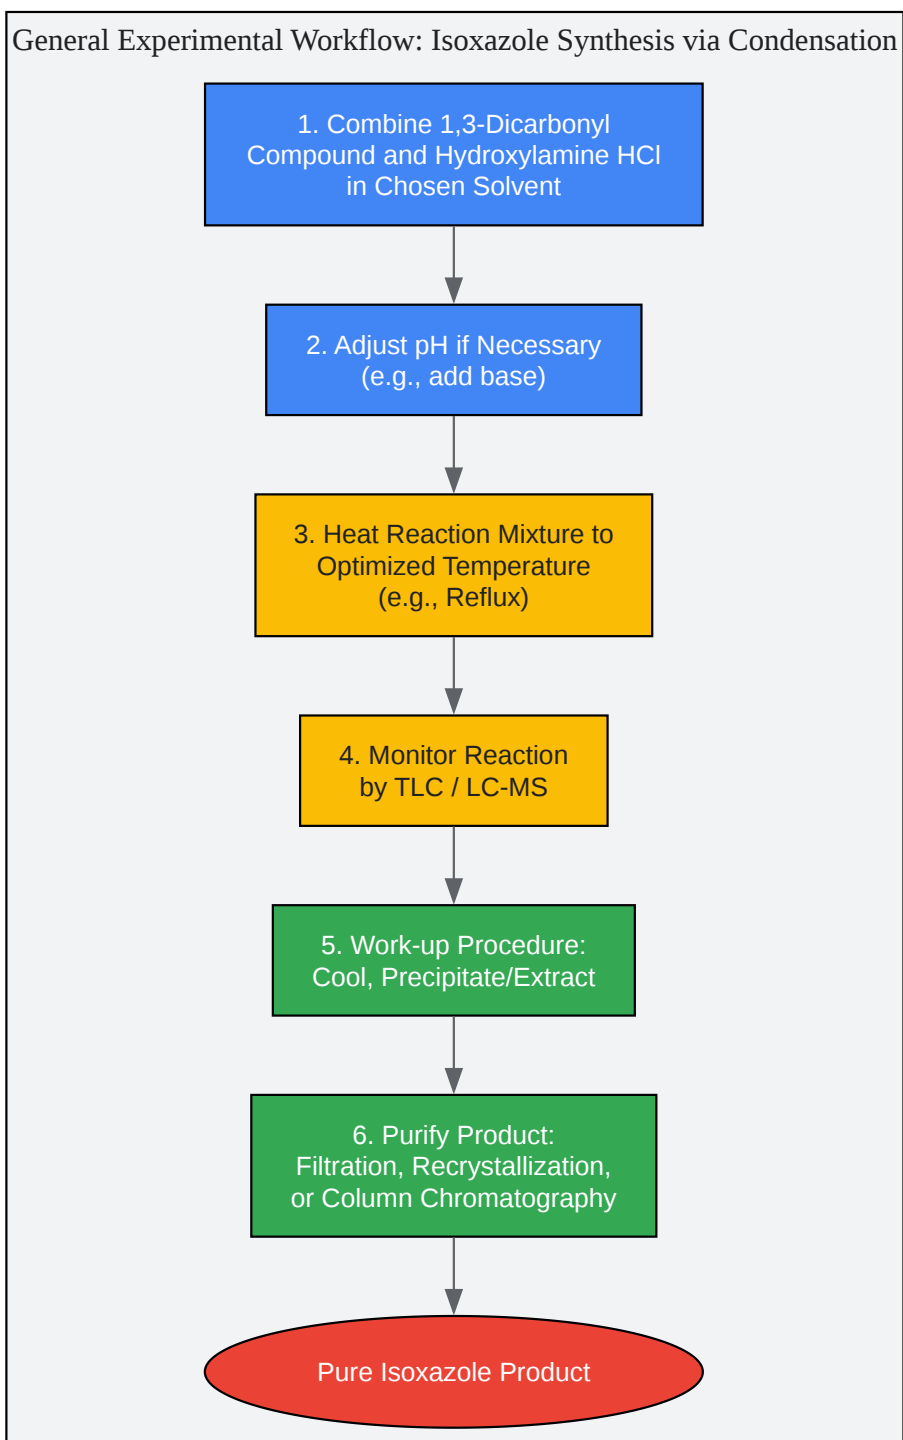 General Experimental Workflow: Isoxazole Synthesis via Condensation
1. Combine 1,3-Dicarbonyl
Compound and Hydroxylamine HCl
in Chosen Solvent
2. Adjust pH if Necessary
(e.g., add base)
3. Heat Reaction Mixture to
Optimized Temperature
(e.g., Reflux)
4. Monitor Reaction
by TLC / LC-MS
5. Work-up Procedure:
Cool, Precipitate/Extract
6. Purify Product:
Filtration, Recrystallization,
or Column Chromatography
Pure Isoxazole Product